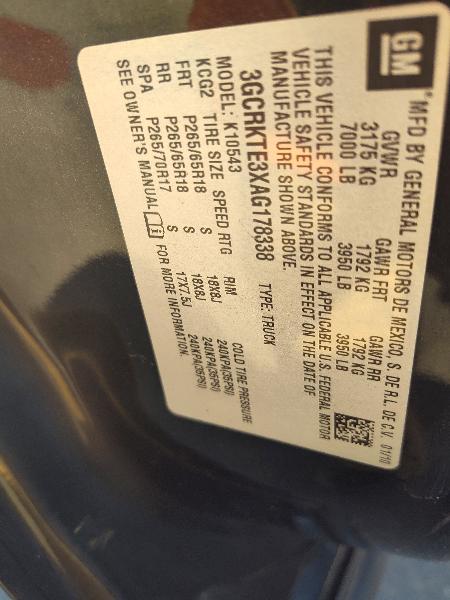 GM
MFD BY GENERAL MOTORS DE MEXICO, S. DE R.L. DE C.V. 01/10
GVWR GAWR FRT GAWR RR
3175 KG 1792 KG 1792 KG
7000 LB 3950 LB 3950 LB
THIS VEHICLE CONFORMS TO ALL APPLICABLE U.S. FEDERAL MOTOR
VEHICLE SAFETY STANDARDS IN EFFECT ON THE DATE OF
MANUFACTURE SHOWN ABOVE.
3GCRKTE3XAG178338 TYPE: TRUCK
MODEL: K10543
KCG2 TIRE SIZE SPEED RTG RIM COLD TIRE PRESSURE
FRT P265/65R18 S 18X8J 240KPA(35PSI)
RR P265/65R18 S 18X8J 240KPA(35PSI)
SPA P265/70R17 S 17X7.5J 240KPA(35PSI)
SEE OWNER'S MANUAL FOR MORE INFORMATION.